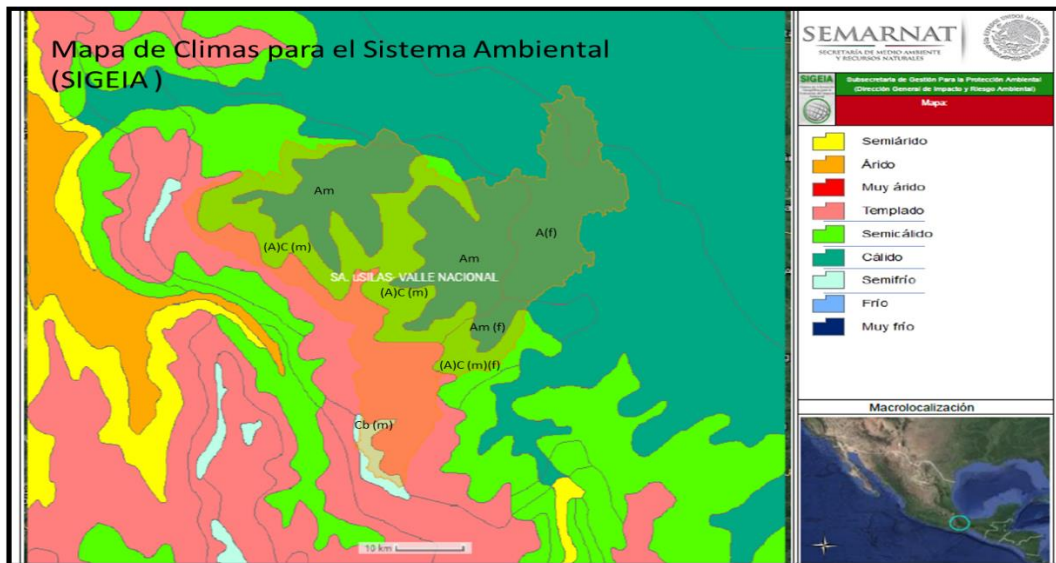 Mapa de Climas para el Sistema Ambiental
(SIGEIA )
Am
(A)C (m)
SA. uSILAS- VALLE NACIONAL
Am
A(f)
(A)C (m)
Am (f)
(A)C (m)(f)
Cb (m)
10 km
SEMARNAT
SECRETARÍA DE MEDIO AMBIENTE
Y RECURSOS NATURALES
SIGEIA
Subsecretaria de Gestión Para la Protección Ambiental
(Dirección General de Impacto y Riesgo Ambiental)
Mapa:
Semiárido
Árido
Muy árido
Templado
Semicálido
Cálido
Semifrío
Frío
Muy frío
Macrolocalización